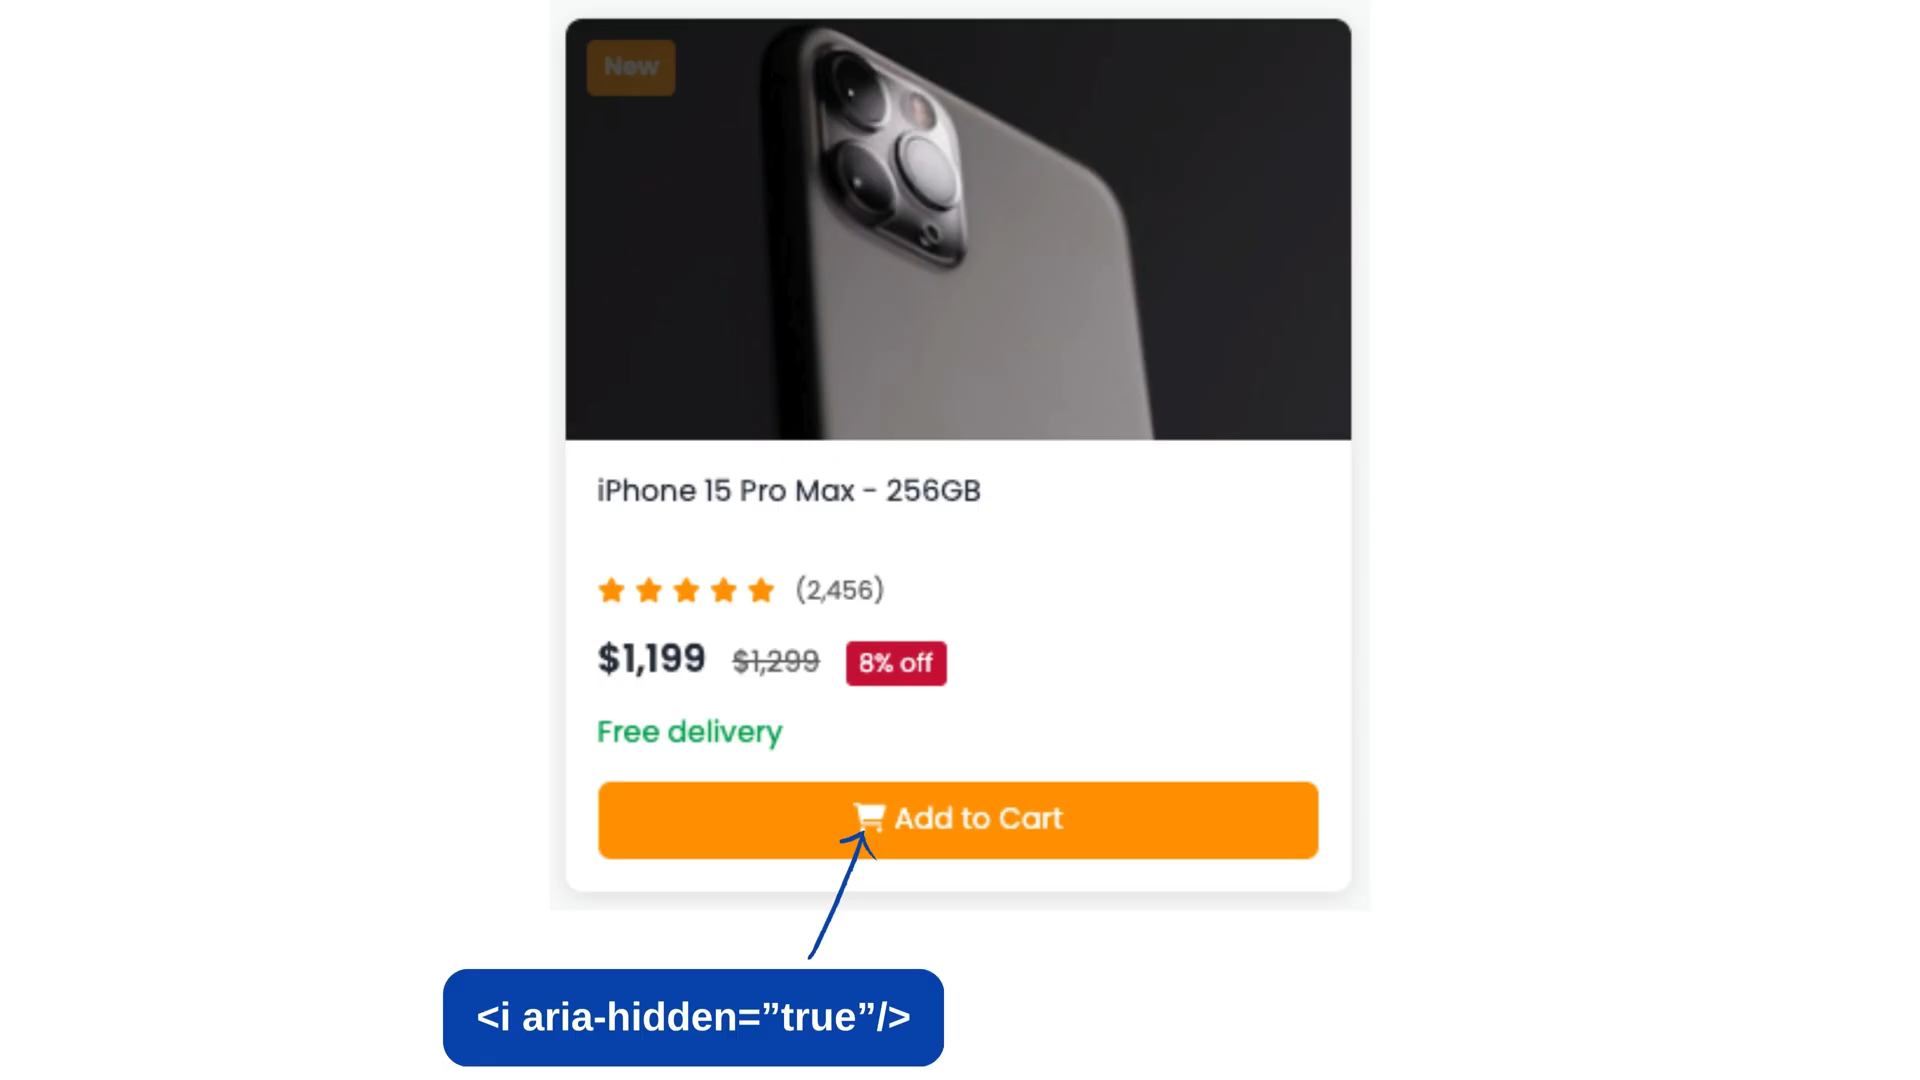 New
iPhone 15 Pro Max - 256GB
(2,456)
$1,199 $1,299 8% off
Free delivery
Add to Cart
<i aria-hidden=”true”/>